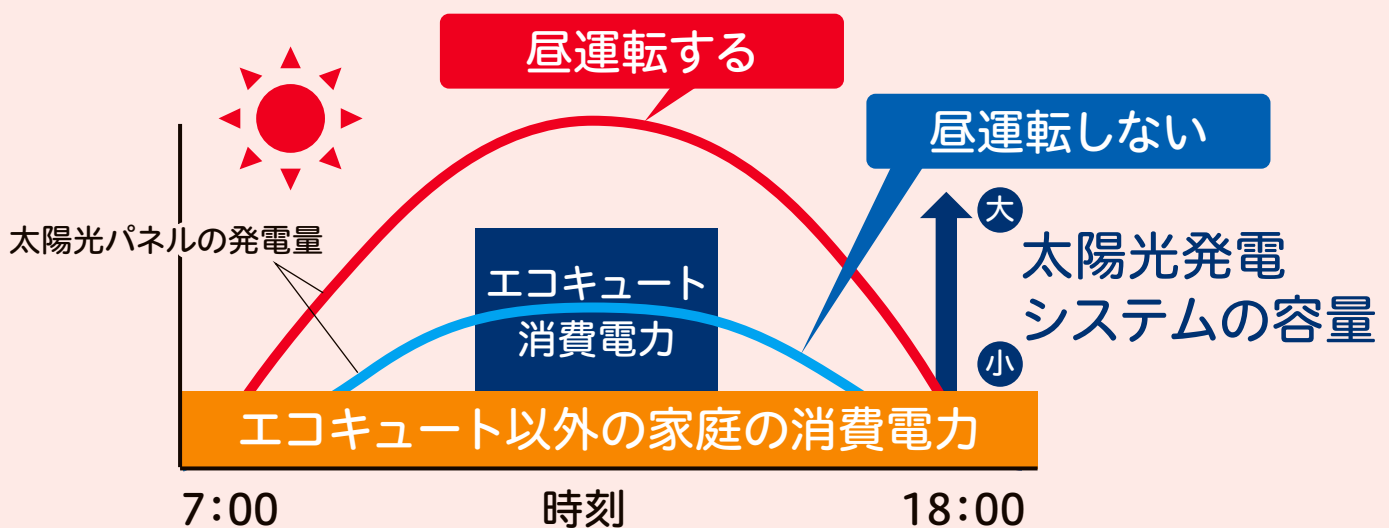 昼運転する
昼運転しない
太陽光パネルの発電量
エコキュート
消費電力
大
太陽光発電
システムの容量
小
エコキュート以外の家庭の消費電力
7:00
時刻
18:00